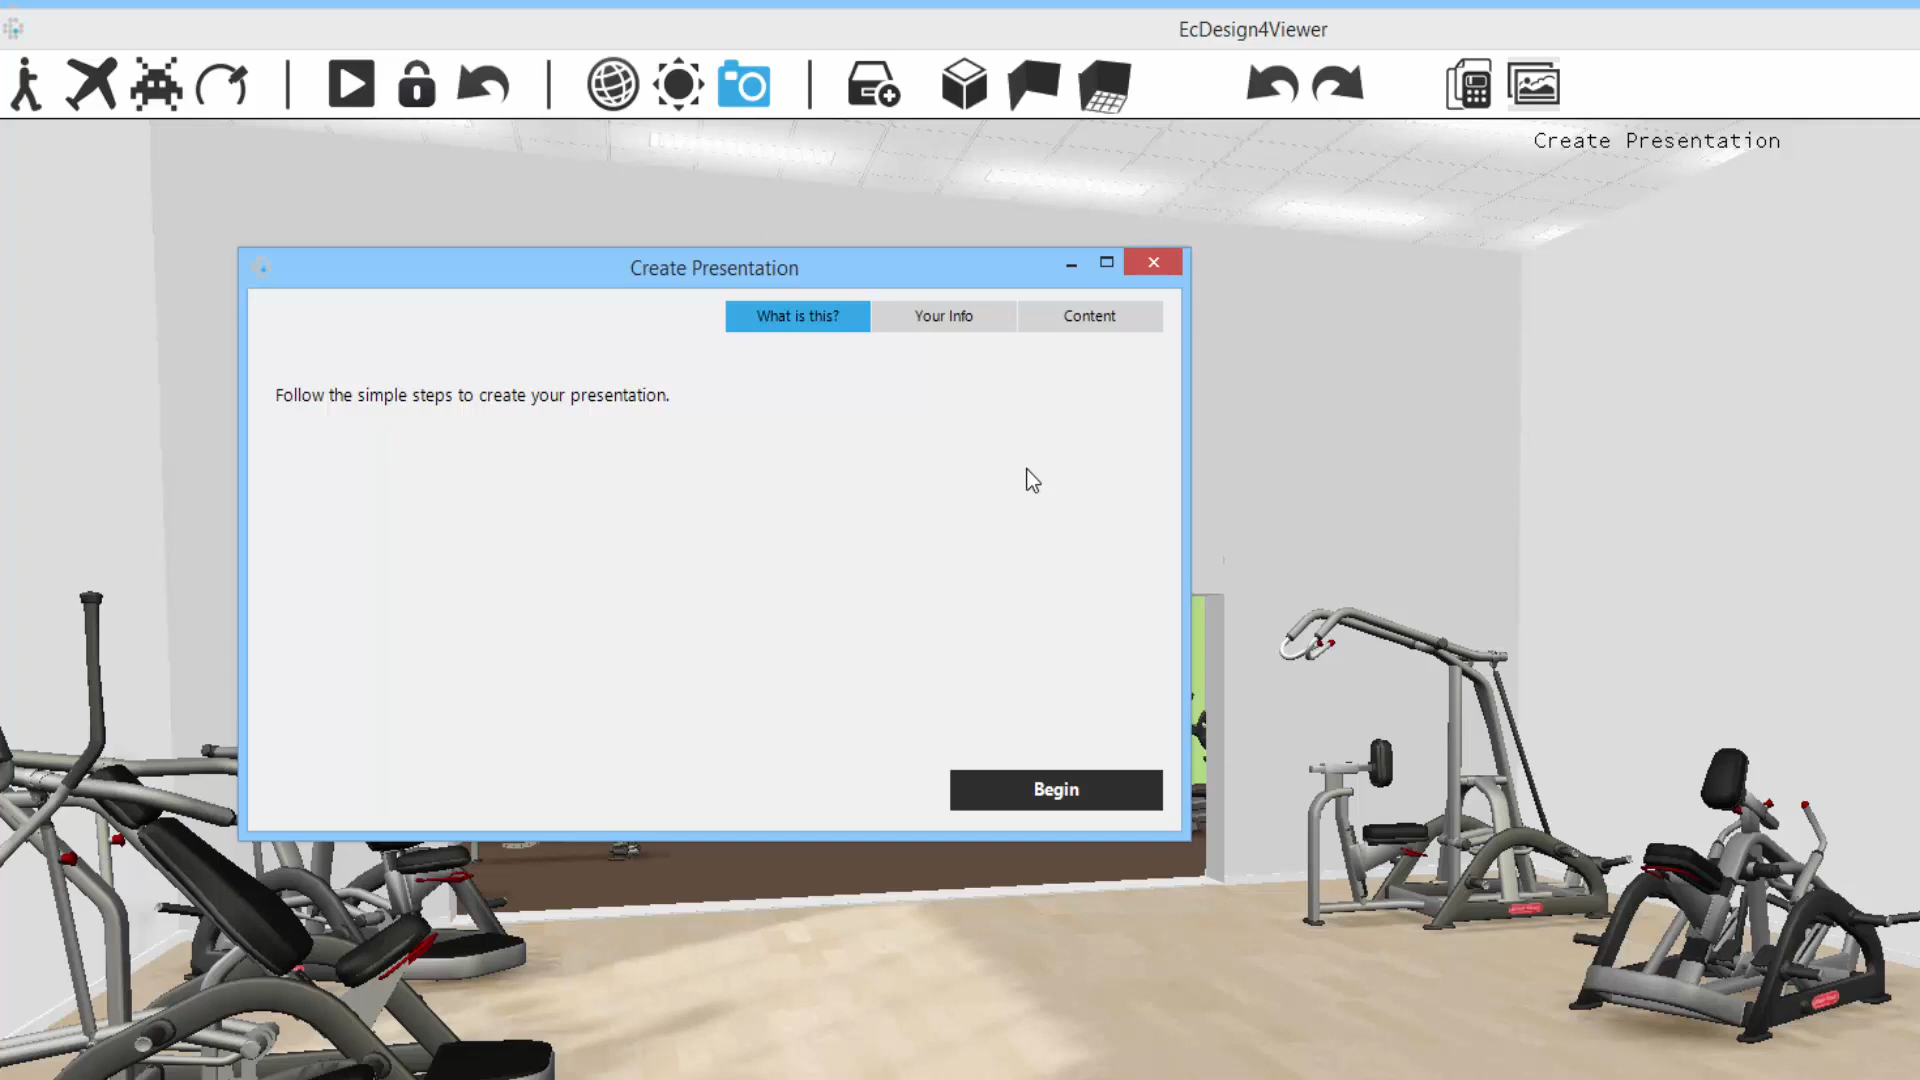 EcDesign4Viewer
Create Presentation
Create Presentation
What is this?
Your Info
Content
Follow the simple steps to create your presentation.
Begin